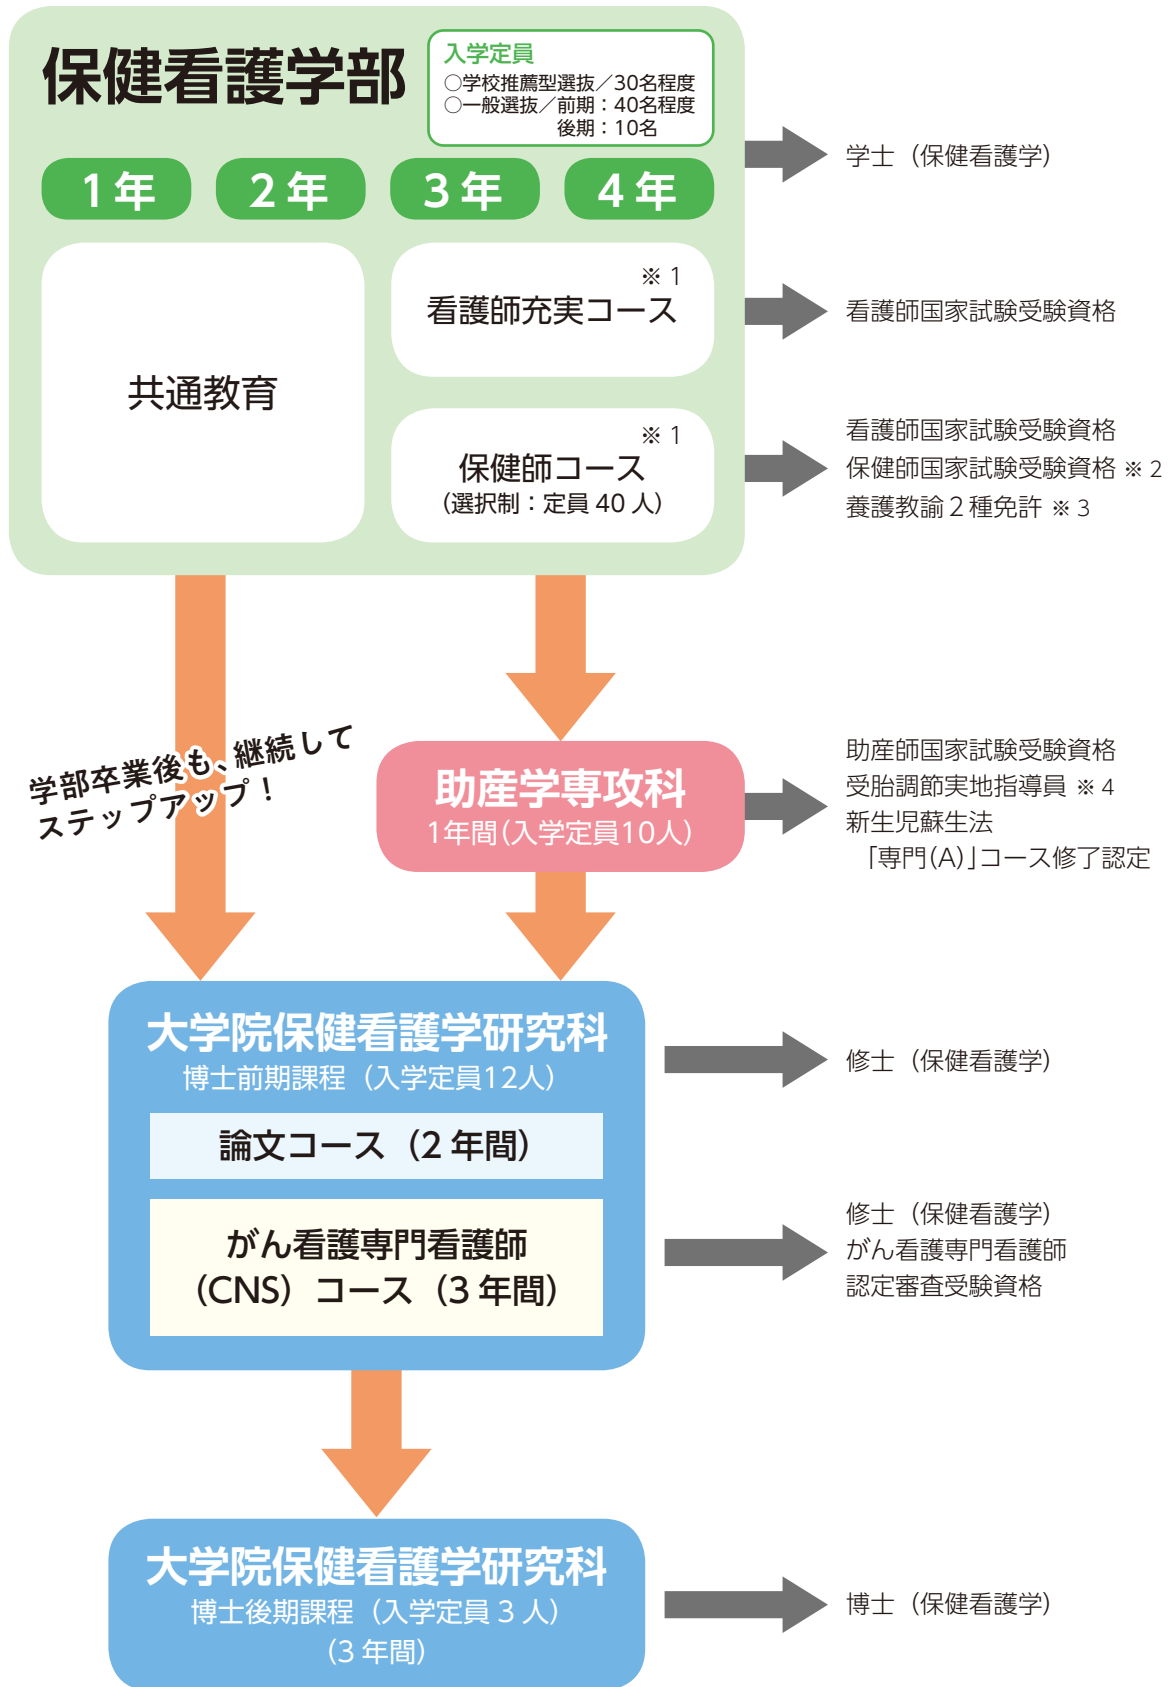 保健看護学部
入学定員
○学校推薦型選抜／30名程度
○一般選抜／前期：40名程度
後期：10名
1年
2年
3年
4年
学士（保健看護学）
共通教育
※1
看護師充実コース
看護師国家試験受験資格
※1
保健師コース
（選択制：定員 40 人）
看護師国家試験受験資格
保健師国家試験受験資格 ※ 2
養護教諭２種免許 ※ 3
学部卒業後も、継続して
ステップアップ！
助産学専攻科
1年間（入学定員10人）
助産師国家試験受験資格
受胎調節実地指導員 ※ 4
新生児蘇生法
「専門（A）」コース修了認定
大学院保健看護学研究科
博士前期課程（入学定員12人）
修士（保健看護学）
論文コース（2 年間）
がん看護専門看護師
（CNS）コース（3 年間）
修士（保健看護学）
がん看護専門看護師
認定審査受験資格
大学院保健看護学研究科
博士後期課程（入学定員 3 人）
（3 年間）
博士（保健看護学）